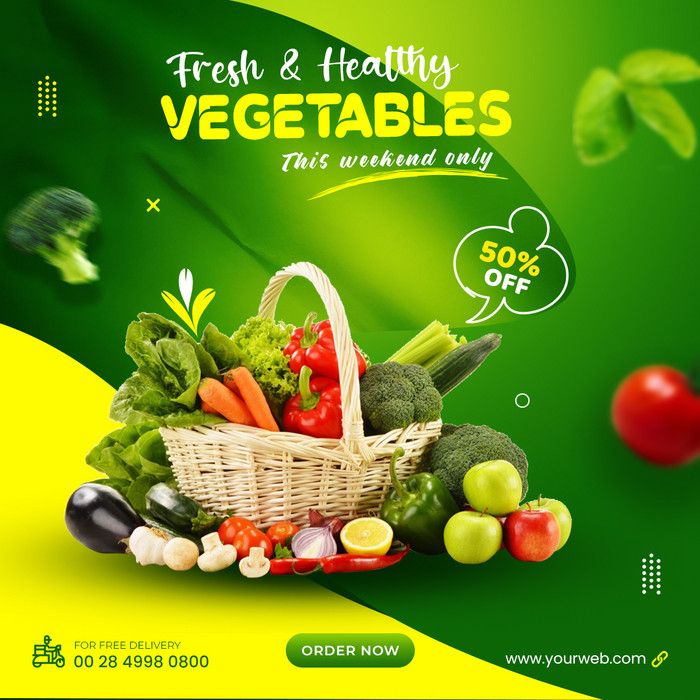 Fresh & Healthy
VEGETABLES
This weekend only
50%
OFF
FOR FREE DELIVERY
00 28 4998 0800
ORDER NOW
www.yourweb.com